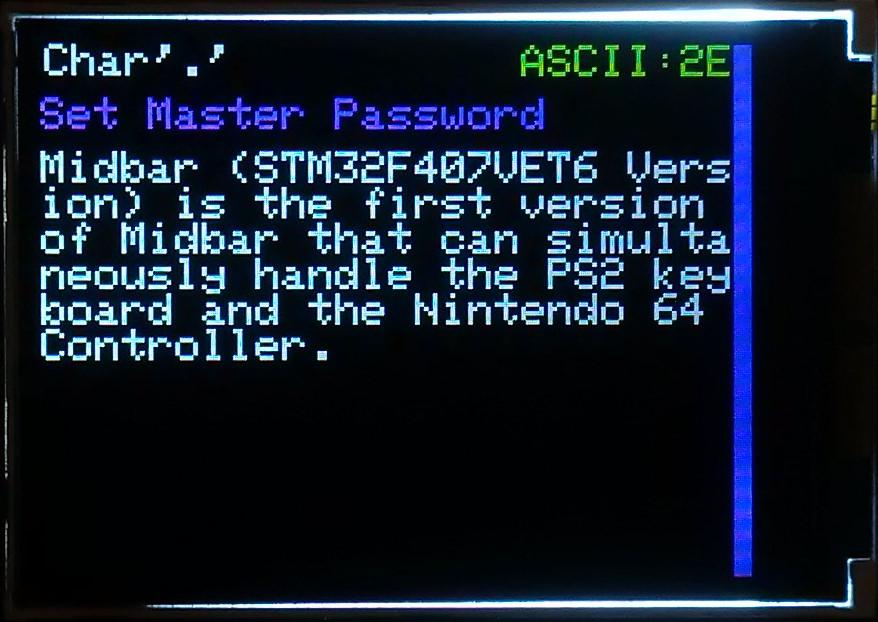 Char'.' ASCII:2E
Set Master Password
Midbar (STM32F407VET6 Vers
ion) is the first version
of Midbar that can simulta
neously handle the PS2 key
board and the Nintendo 64
Controller.